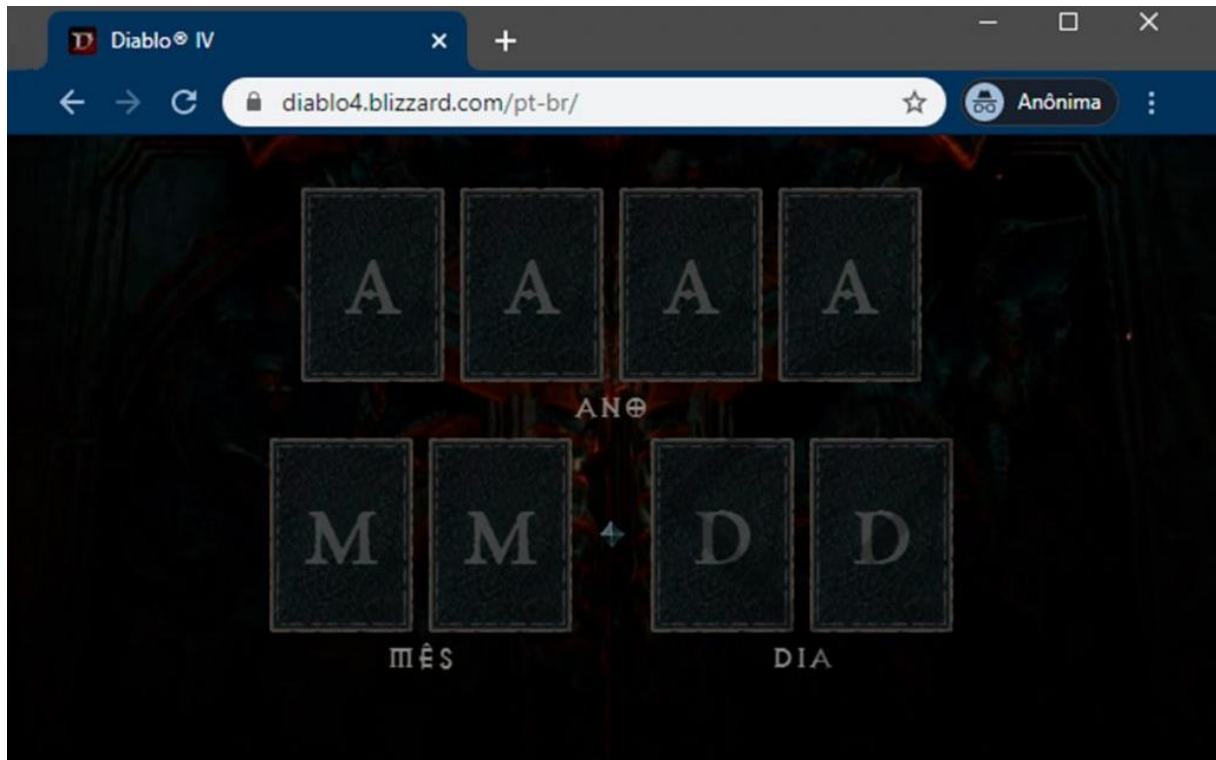 Diablo® IV
diablo4.blizzard.com/pt-br/
Anônima
A A A A
ANO
M M D D
MÊS DIA